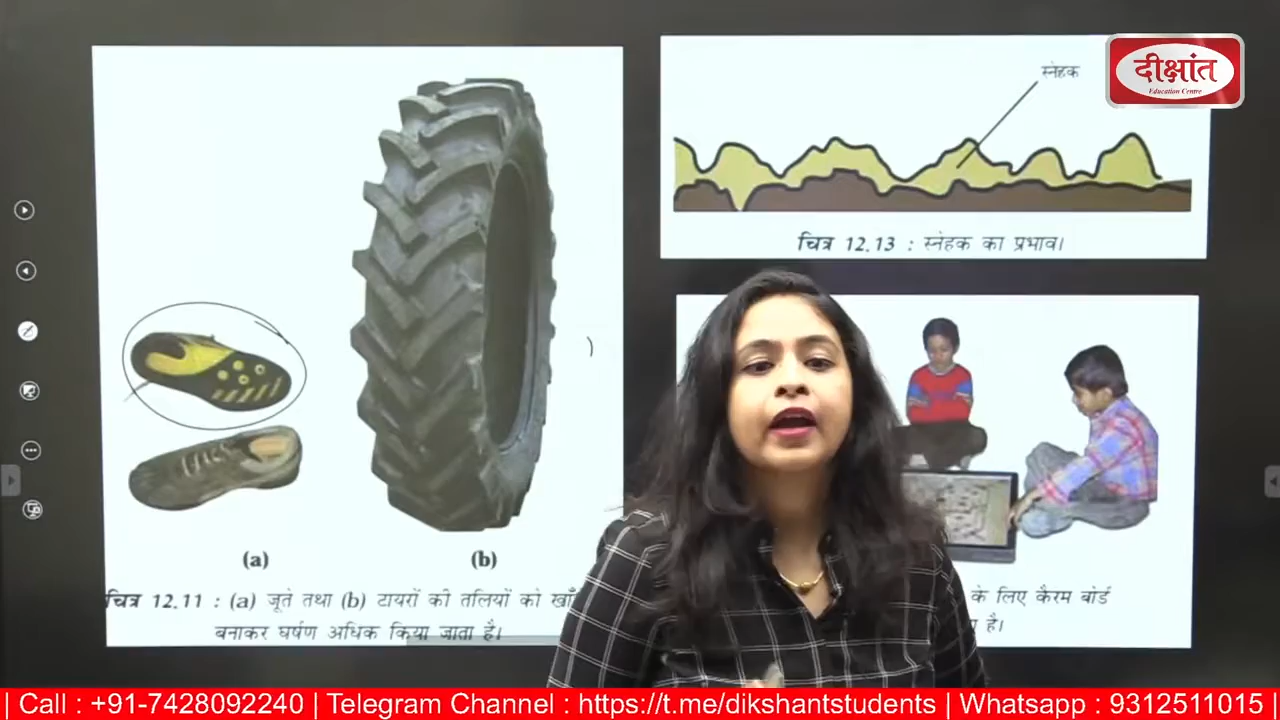 दीक्षांत
Education Centre
स्नेहक
चित्र 12.13 : स्नेहक का प्रभाव।
(a)
(b)
चित्र 12.11 : (a) जूते तथा (b) टायरों की तलियों को
बनाकर घर्षण अधिक किया जाता है।
के लिए कैरम बोर्ड
है।
| Call : +91-7428092240 | Telegram Channel : https://t.me/dikshantstudents | Whatsapp : 9312511015 |